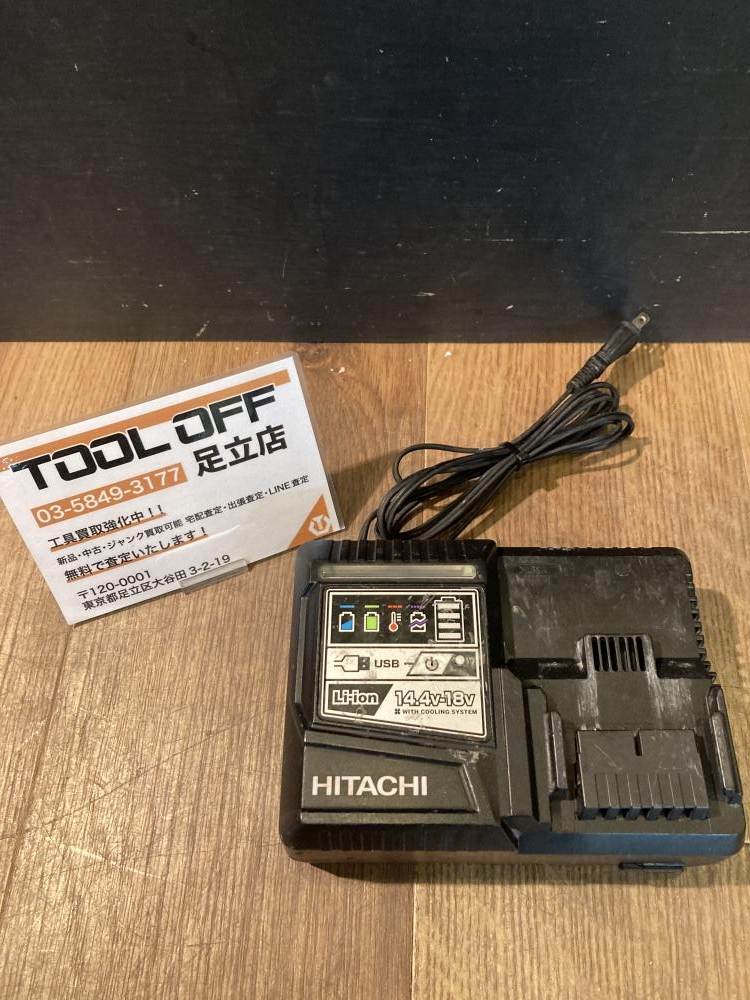 TOOL OFF
足立店
03-5849-3177
工具買取強化中！！
新品・中古・ジャンク買取可能 宅配査定・出張査定・LINE査定
無料で査定いたします！
〒120-0001
東京都足立区大谷田3-2-19
USB
Li-ion 14.4v-18v
WITH COOLING SYSTEM
HITACHI